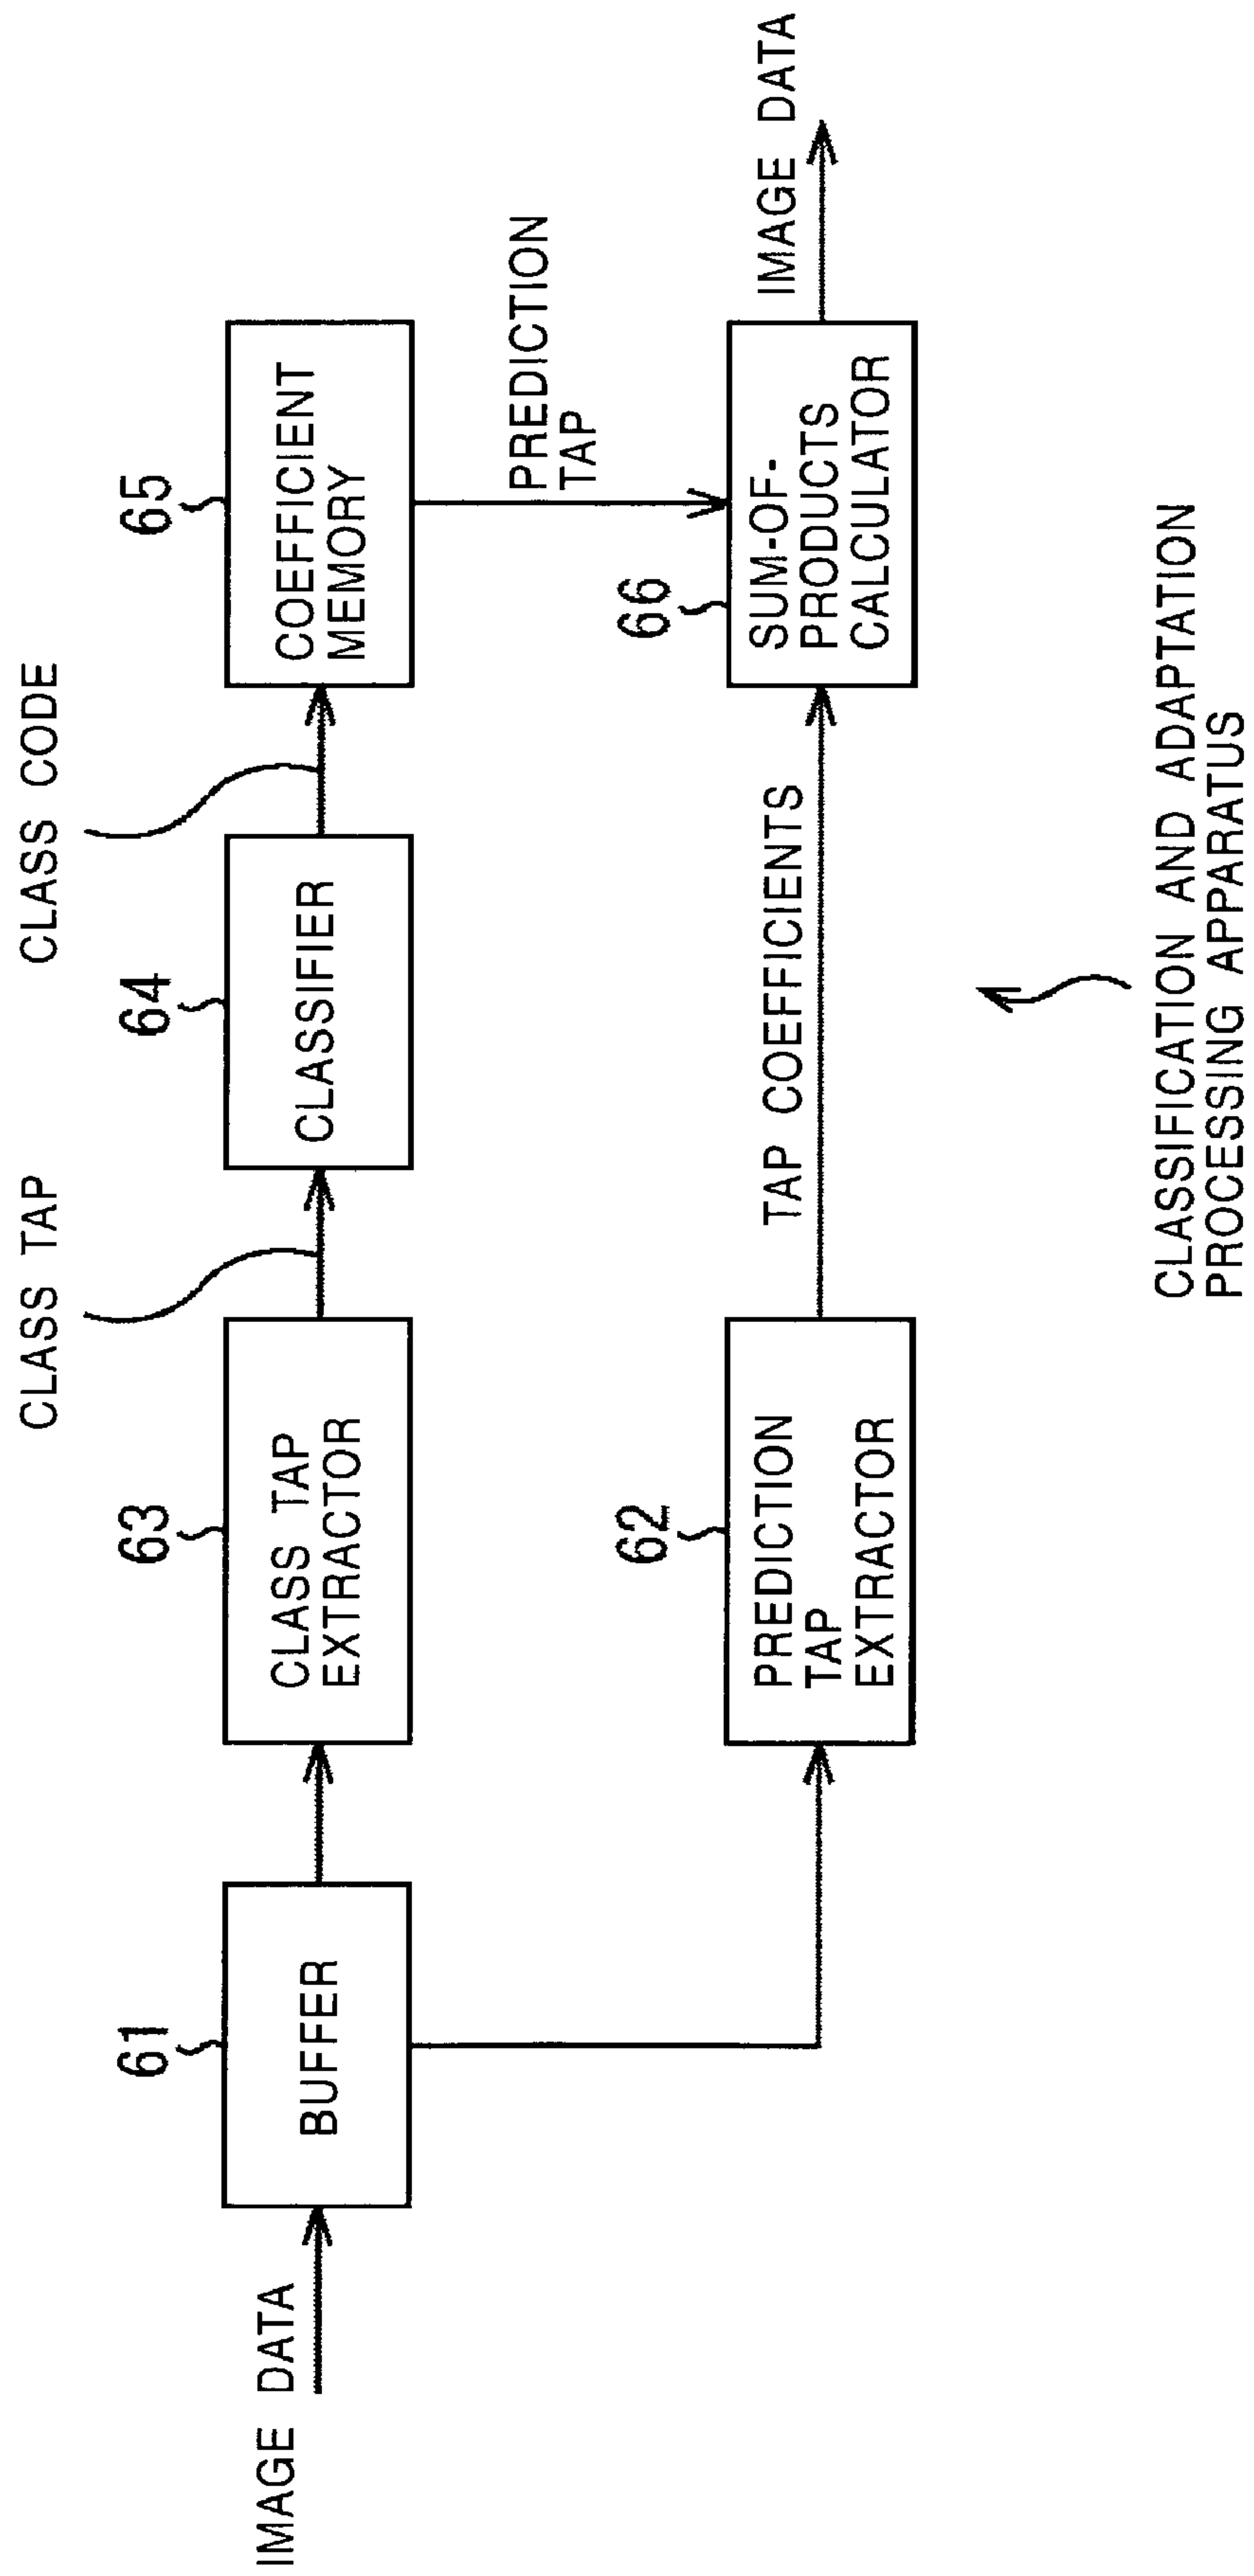 CLASS TAP
CLASS CODE
61
63
64
65
IMAGE DATA
BUFFER
CLASS TAP
EXTRACTOR
CLASSIFIER
COEFFICIENT
MEMORY
PREDICTION
TAP
62
66
TAP COEFFICIENTS
IMAGE DATA
PREDICTION
TAP
EXTRACTOR
SUM-OF-
PRODUCTS
CALCULATOR
CLASSIFICATION AND ADAPTATION
PROCESSING APPARATUS